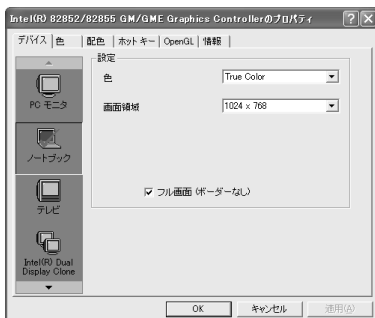 Intel(R) 82852/82855 GM/GME Graphics Controllerのプロパティ
デバイス 色 配色 ホット キー OpenGL 情報
PC モニタ
ノートブック
テレビ
Intel(R) Dual
Display Clone
設定
色 True Color
画面領域 1024 x 768
フル画面 (ボーダーなし)
OK キャンセル 適用(A)